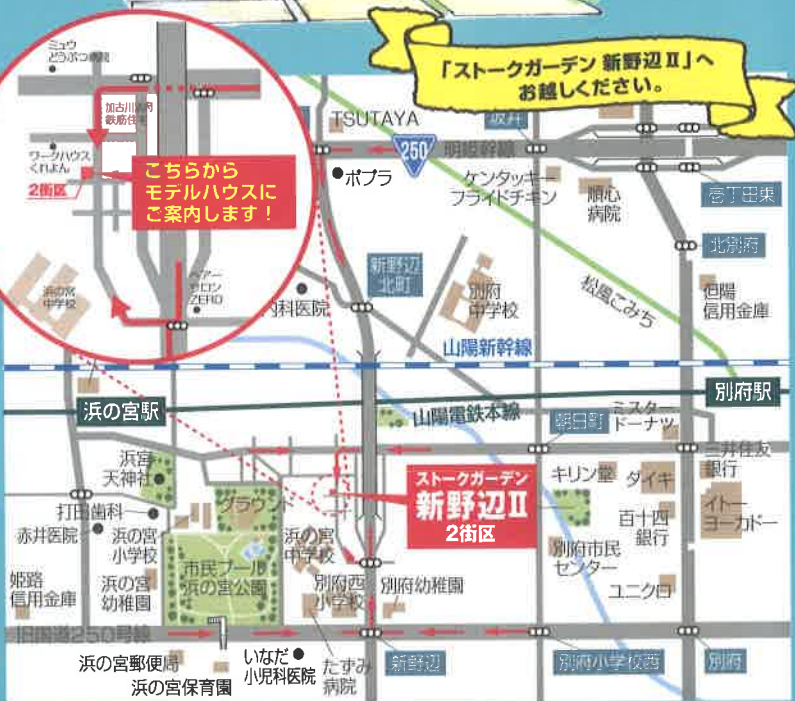 「ストークガーデン 新野辺Ⅱ」へ
お越しください。
ミュウ
どうぶつ病院
加古川
鉄筋住
ワークハウス
くれよん
2街区
こちらから
モデルハウスに
ご案内します！
浜の宮
中学校
ヘアー
サロン
ZERO
TSUTAYA
250
明姫幹線
坂井
ポプラ
ケンタッキー
フライドチキン
順心
病院
壱丁田東
北別府
新野辺
北町
別府
中学校
松風こみち
但陽
信用金庫
内科医院
山陽新幹線
浜の宮駅
山陽電鉄本線
別府駅
朝日町
ミスター
ドーナツ
三井住友
銀行
浜宮
天神社
グラウンド
ストークガーデン
新野辺Ⅱ
2街区
キリン堂
ダイキ
イトー
ヨーカドー
打田歯科
赤井医院
浜の宮
小学校
浜の宮
中学校
百十四
銀行
別府市民
センター
姫路
信用金庫
浜の宮
幼稚園
市民プール
浜の宮公園
別府西
小学校
別府幼稚園
ユニクロ
旧国道250号線
浜の宮郵便局
浜の宮保育園
いなだ
小児科医院
たずみ
病院
新野辺
別府小学校西
別府